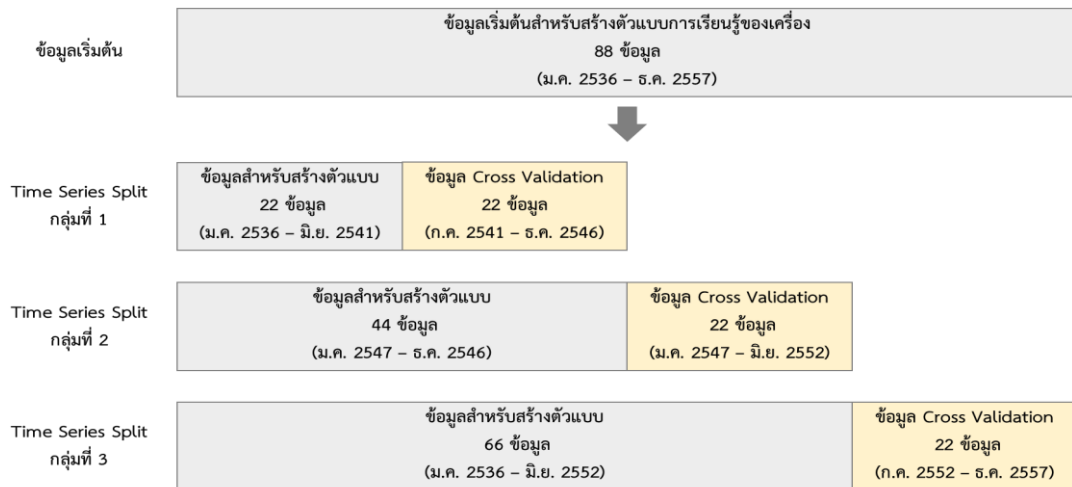 ข้อมูลเริ่มต้น
ข้อมูลเริ่มต้นสำหรับสร้างตัวแบบการเรียนรู้ของเครื่อง
88 ข้อมูล
(ม.ค. 2536 – ธ.ค. 2557)
Time Series Split
กลุ่มที่ 1
ข้อมูลสำหรับสร้างตัวแบบ
22 ข้อมูล
(ม.ค. 2536 – มิ.ย. 2541)
ข้อมูล Cross Validation
22 ข้อมูล
(ก.ค. 2541 – ธ.ค. 2546)
Time Series Split
กลุ่มที่ 2
ข้อมูลสำหรับสร้างตัวแบบ
44 ข้อมูล
(ม.ค. 2547 – ธ.ค. 2546)
ข้อมูล Cross Validation
22 ข้อมูล
(ม.ค. 2547 – มิ.ย. 2552)
Time Series Split
กลุ่มที่ 3
ข้อมูลสำหรับสร้างตัวแบบ
66 ข้อมูล
(ม.ค. 2536 – มิ.ย. 2552)
ข้อมูล Cross Validation
22 ข้อมูล
(ก.ค. 2552 – ธ.ค. 2557)